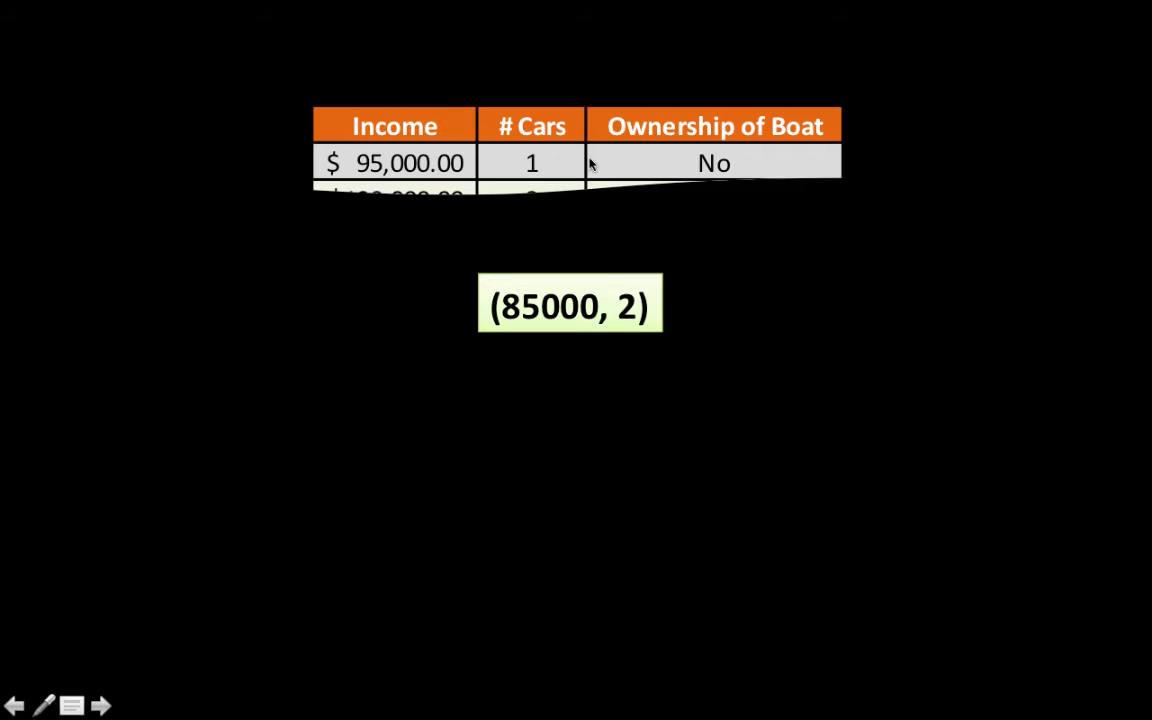 Income # Cars Ownership of Boat
$ 95,000.00 1 No
(85000, 2)